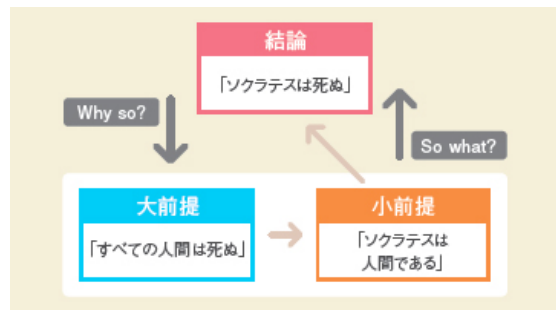 結論
「ソクラテスは死ぬ」
Why so?
So what?
大前提
「すべての人間は死ぬ」
小前提
「ソクラテスは
人間である」